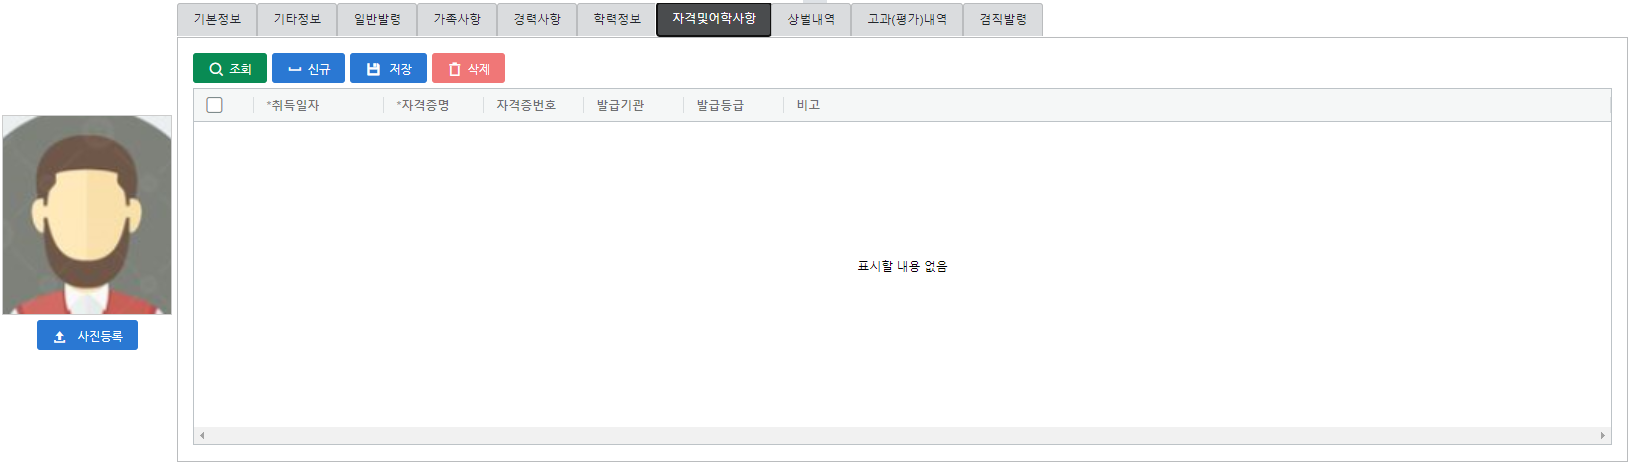 기본정보 기타정보 일반발령 가족사항 경력사항 학력정보 자격및어학사항 상벌내역 고과(평가)내역 겸직발령
조회 신규 저장 삭제
*취득일자 *자격증명 자격증번호 발급기관 발급등급 비고
표시할 내용 없음
사진등록